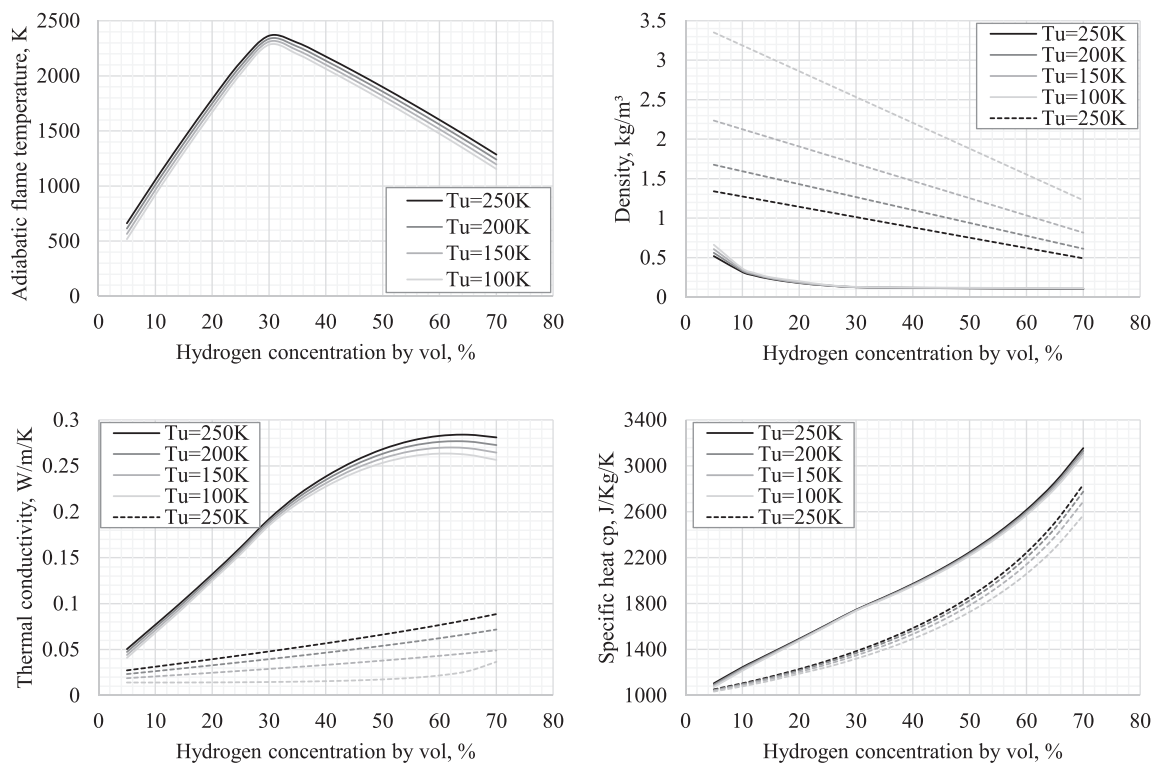 Adiabatic flame temperature, K
2500
2000
1500
1000
500
0
Tu=250K
Tu=200K
Tu=150K
Tu=100K
0 10 20 30 40 50 60 70 80
Hydrogen concentration by vol, %
Density, kg/m³
3.5
3
2.5
2
1.5
1
0.5
0
Tu=250K
Tu=200K
Tu=150K
Tu=100K
Tu=250K
0 10 20 30 40 50 60 70 80
Hydrogen concentration by vol, %
Thermal conductivity, W/m/K
0.3
0.25
0.2
0.15
0.1
0.05
0
Tu=250K
Tu=200K
Tu=150K
Tu=100K
Tu=250K
0 10 20 30 40 50 60 70 80
Hydrogen concentration by vol, %
Specific heat cp, J/Kg/K
3400
3000
2600
2200
1800
1400
1000
Tu=250K
Tu=200K
Tu=150K
Tu=100K
Tu=250K
0 10 20 30 40 50 60 70 80
Hydrogen concentration by vol, %